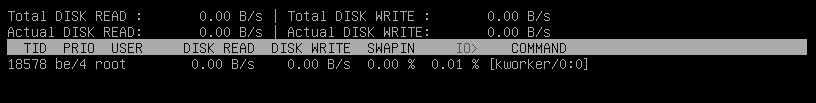 Total DISK READ :       0.00 B/s | Total DISK WRITE :       0.00 B/s
Actual DISK READ:       0.00 B/s | Actual DISK WRITE:       0.00 B/s
  TID  PRIO  USER     DISK READ  DISK WRITE  SWAPIN     IO>    COMMAND
18578 be/4 root        0.00 B/s    0.00 B/s  0.00 %  0.01 % [kworker/0:0]